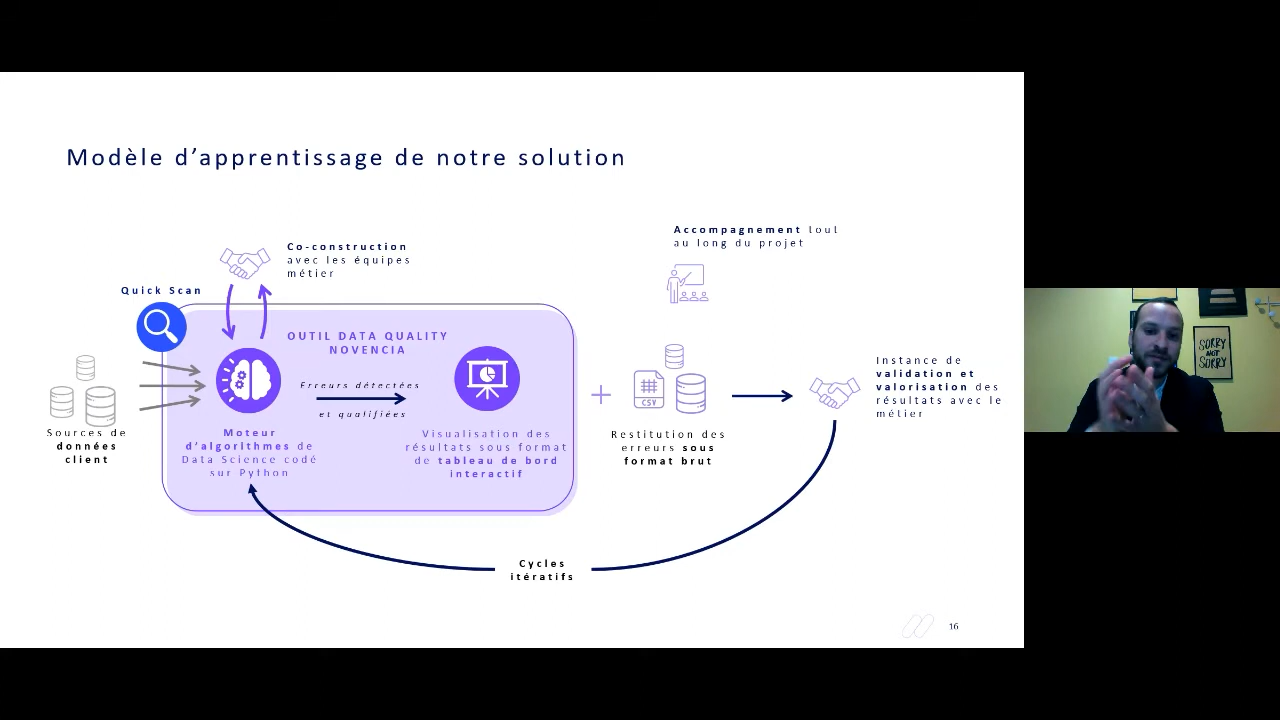 Modèle d’apprentissage de notre solution
Accompagnement tout
au long du projet
Co-construction
avec les équipes
métier
Quick Scan
OUTIL DATA QUALITY
NOVENCIA
Erreurs détectées
et qualifiées
Sources de
données
client
Moteur
d’algorithmes de
Data Science codé
sur Python
Visualisation des
résultats sous format
de tableau de bord
interactif
CSV
Restitution des
erreurs sous
format brut
Instance de
validation et
valorisation des
résultats avec le
métier
Cycles
itératifs
16
SORRY
NOT
SORRY